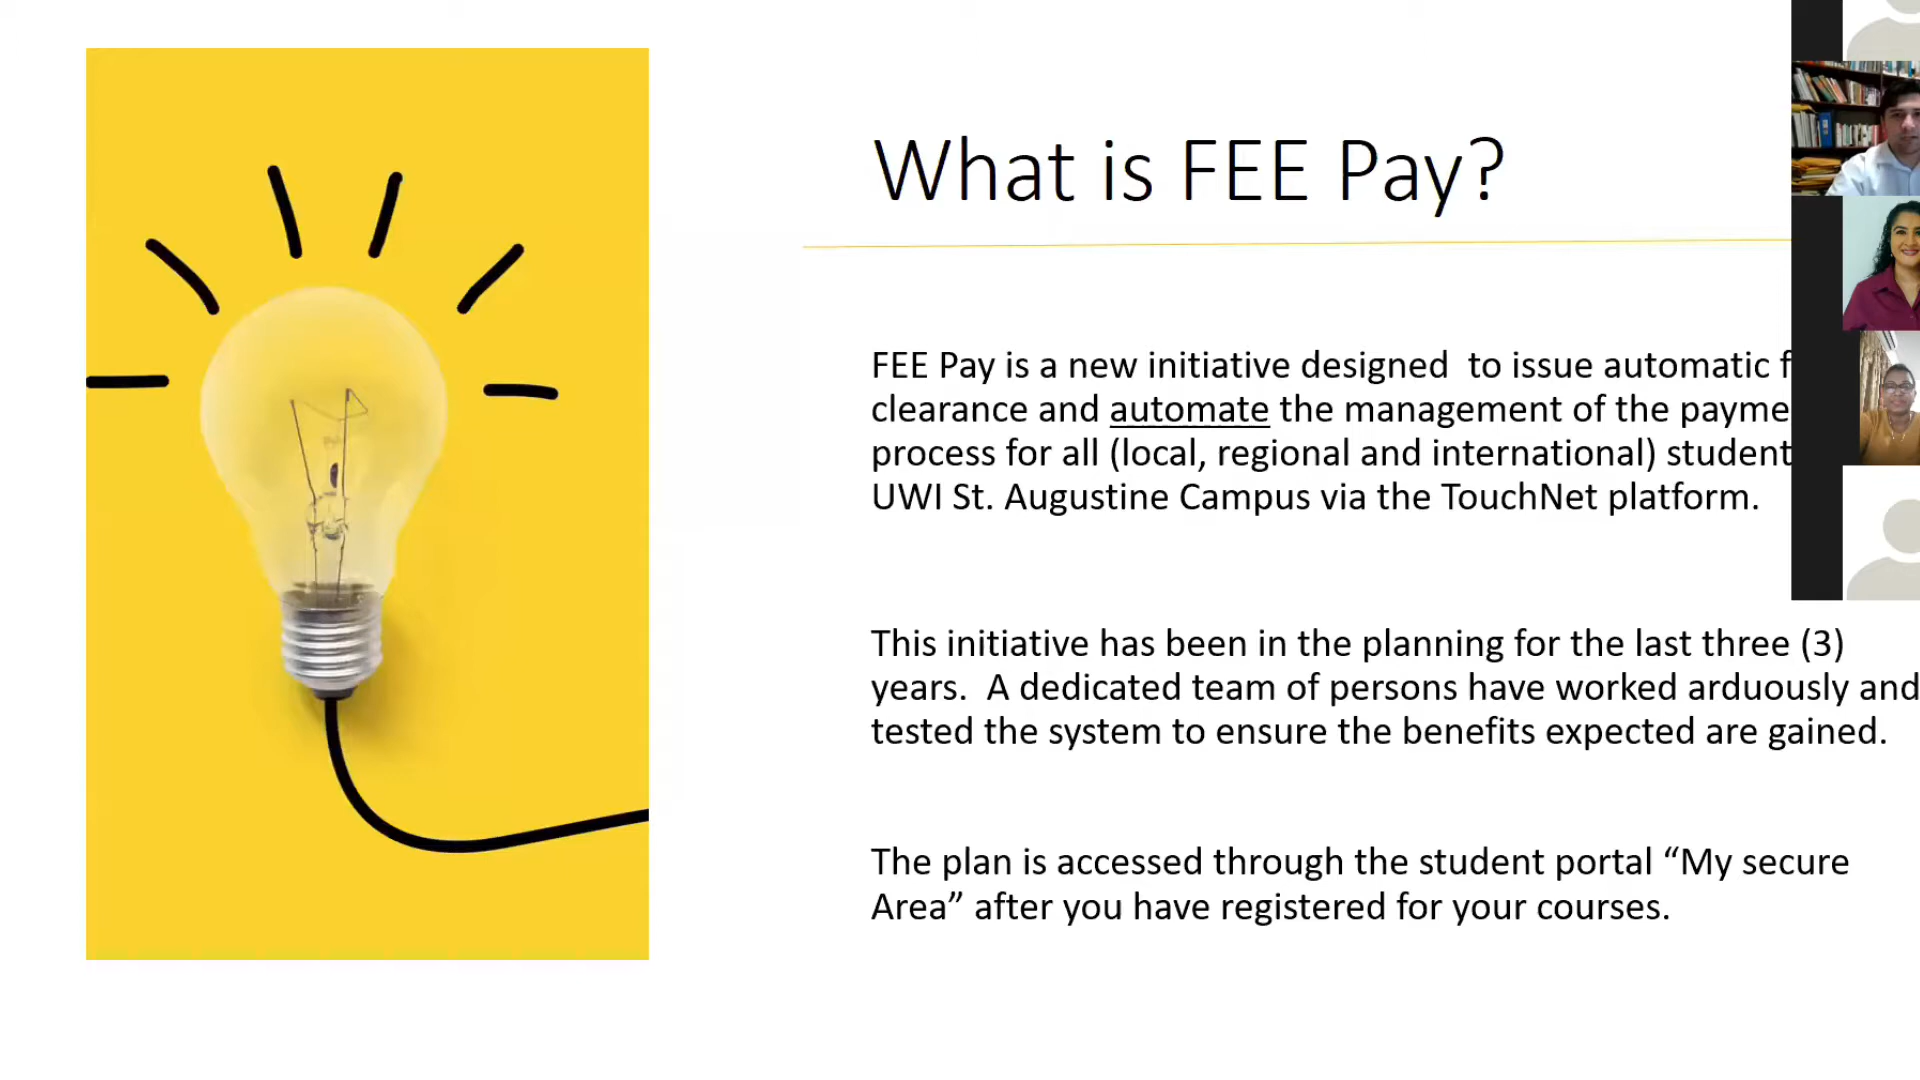 What is FEE Pay?
FEE Pay is a new initiative designed to issue automatic
clearance and automate the management of the
process for all (local, regional and international) student
UWI St. Augustine Campus via the TouchNet platform.
This initiative has been in the planning for the last three (3)
years. A dedicated team of persons have worked arduously and
tested the system to ensure the benefits expected are gained.
The plan is accessed through the student portal “My secure
Area” after you have registered for your courses.